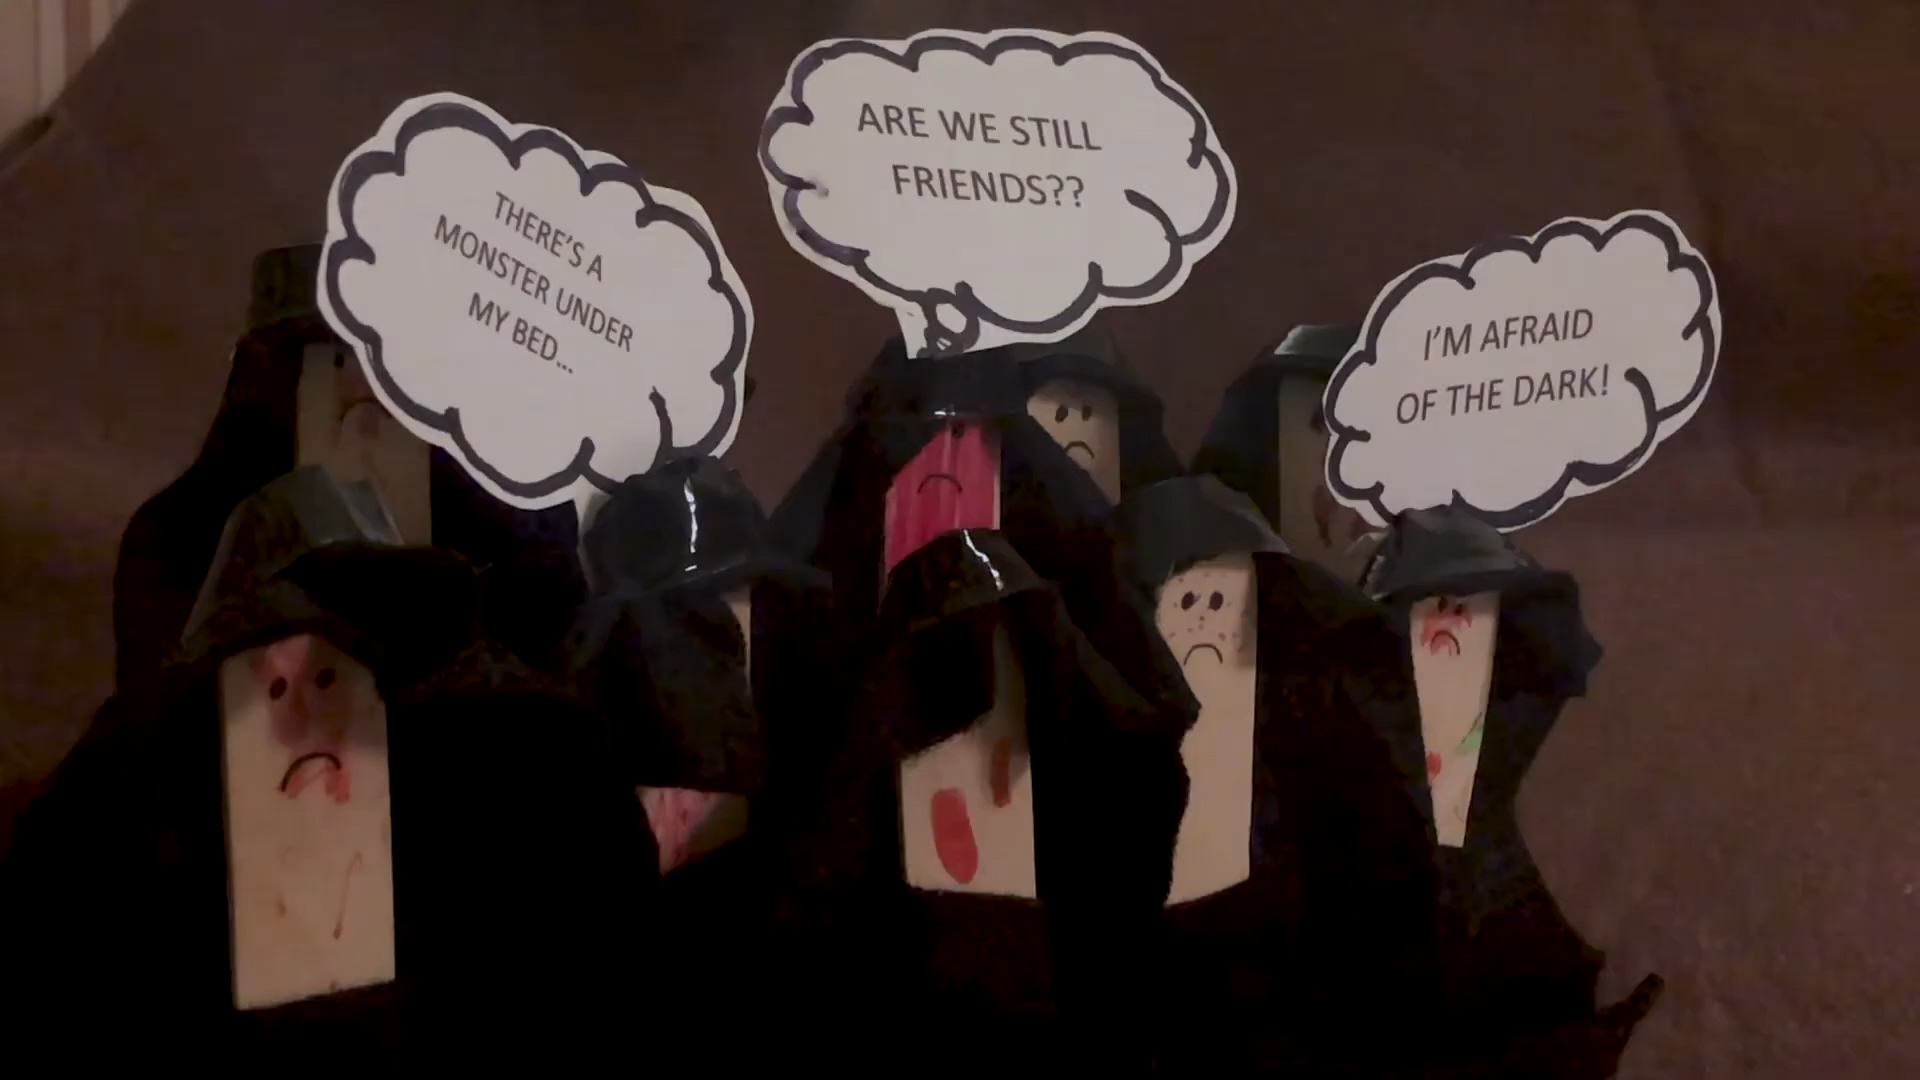 THERE'S A
MONSTER UNDER
MY BED...
ARE WE STILL
FRIENDS??
I'M AFRAID
OF THE DARK!